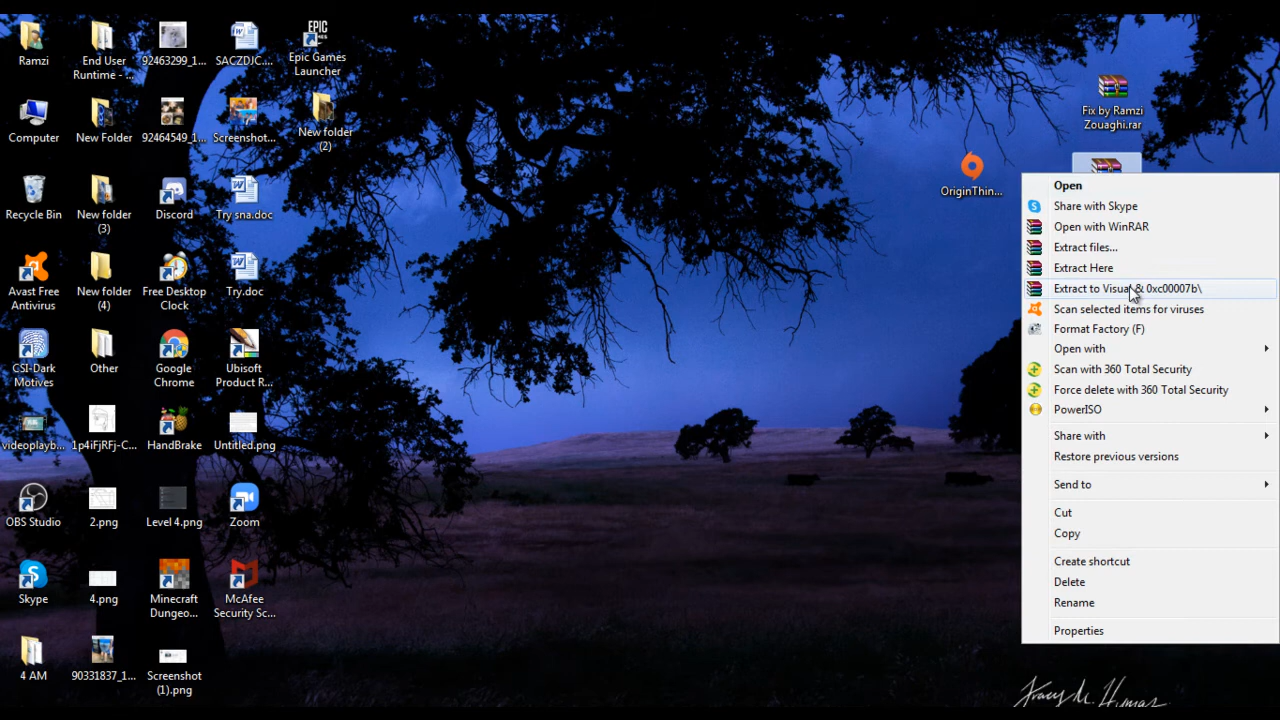 Ramzi
End User
Runtime - ...
92463299_1...
SACZDJC....
EPIC
Epic Games
Launcher
Computer
New Folder
92464549_1...
Screenshot...
New folder
(2)
Recycle Bin
New folder
(3)
Discord
Try sna.doc
Avast Free
Antivirus
New folder
(4)
Free Desktop
Clock
Try.doc
CSI-Dark
Motives
Other
Google
Chrome
Ubisoft
Product R...
videoplayb...
1p4iFjRFj-C...
HandBrake
Untitled.png
OBS Studio
2.png
Level 4.png
Zoom
Skype
4.png
Minecraft
Dungeo...
McAfee
Security Sc...
4 AM
90331837_1...
Screenshot
(1).png
Fix by Ramzi
Zouaghi.rar
OriginThin...
Open
Share with Skype
Open with WinRAR
Extract files...
Extract Here
Extract to Visual & 0xc00007b\
Scan selected items for viruses
Format Factory (F)
Open with
Scan with 360 Total Security
Force delete with 360 Total Security
PowerISO
Share with
Restore previous versions
Send to
Cut
Copy
Create shortcut
Delete
Rename
Properties